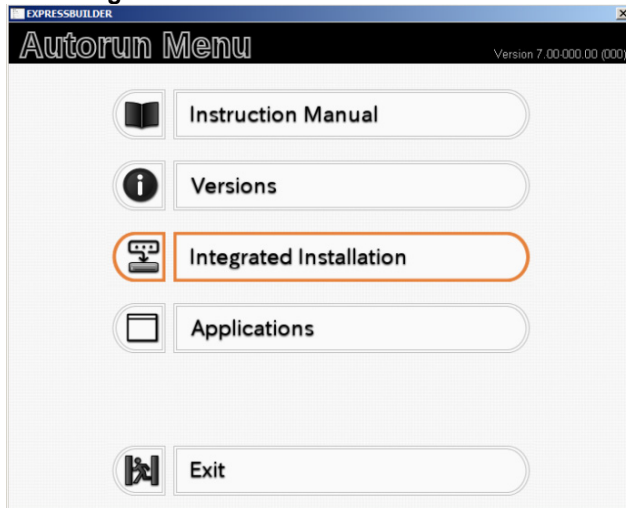 EXPRESSBUILDER
Autorun Menu
Version 7.00-000.00 (000)
Instruction Manual
Versions
Integrated Installation
Applications
Exit